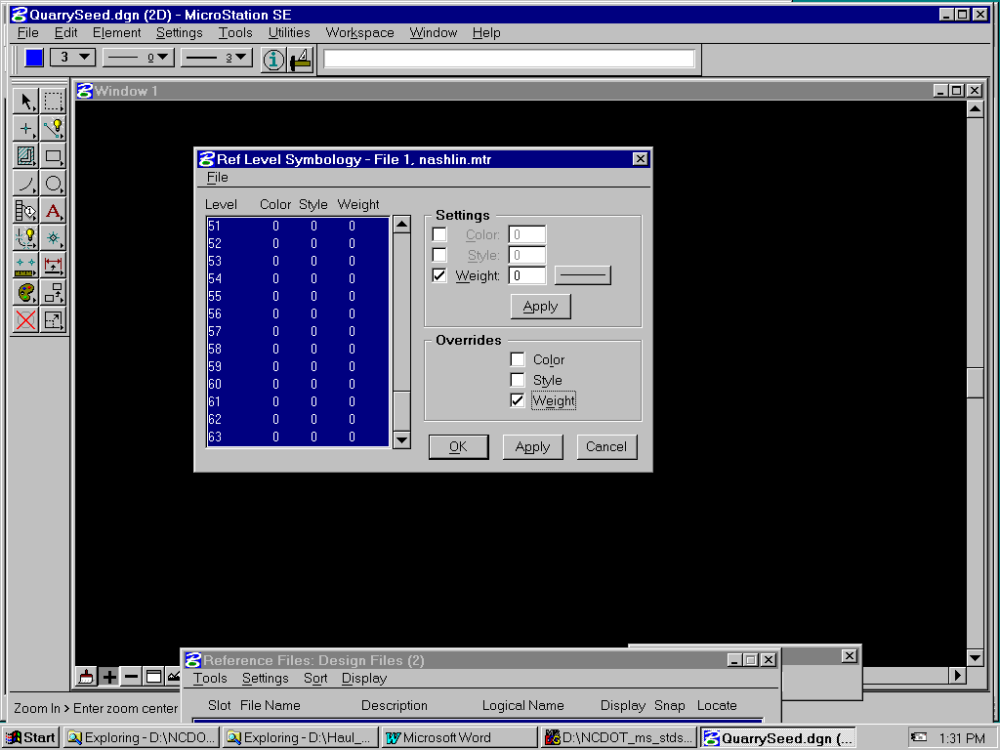 QuarrySeed.dgn (2D) - MicroStation SE
File Edit Element Settings Tools Utilities Workspace Window Help
3 0 3
Window 1
Ref Level Symbology - File 1, nashlin.mtr
File
Level Color Style Weight
51 0 0 0
52 0 0 0
53 0 0 0
54 0 0 0
55 0 0 0
56 0 0 0
57 0 0 0
58 0 0 0
59 0 0 0
60 0 0 0
61 0 0 0
62 0 0 0
63 0 0 0
Settings
Color: 0
Style: 0
Weight: 0
Apply
Overrides
Color
Style
Weight
OK Apply Cancel
Reference Files: Design Files (2)
Tools Settings Sort Display
Slot File Name Description Logical Name Display Snap Locate
Zoom In > Enter zoom center
Start Exploring - D:\NCDO... Exploring - D:\Haul_... Microsoft Word D:\NCDOT_ms_stds... QuarrySeed.dgn (... 1:31 PM